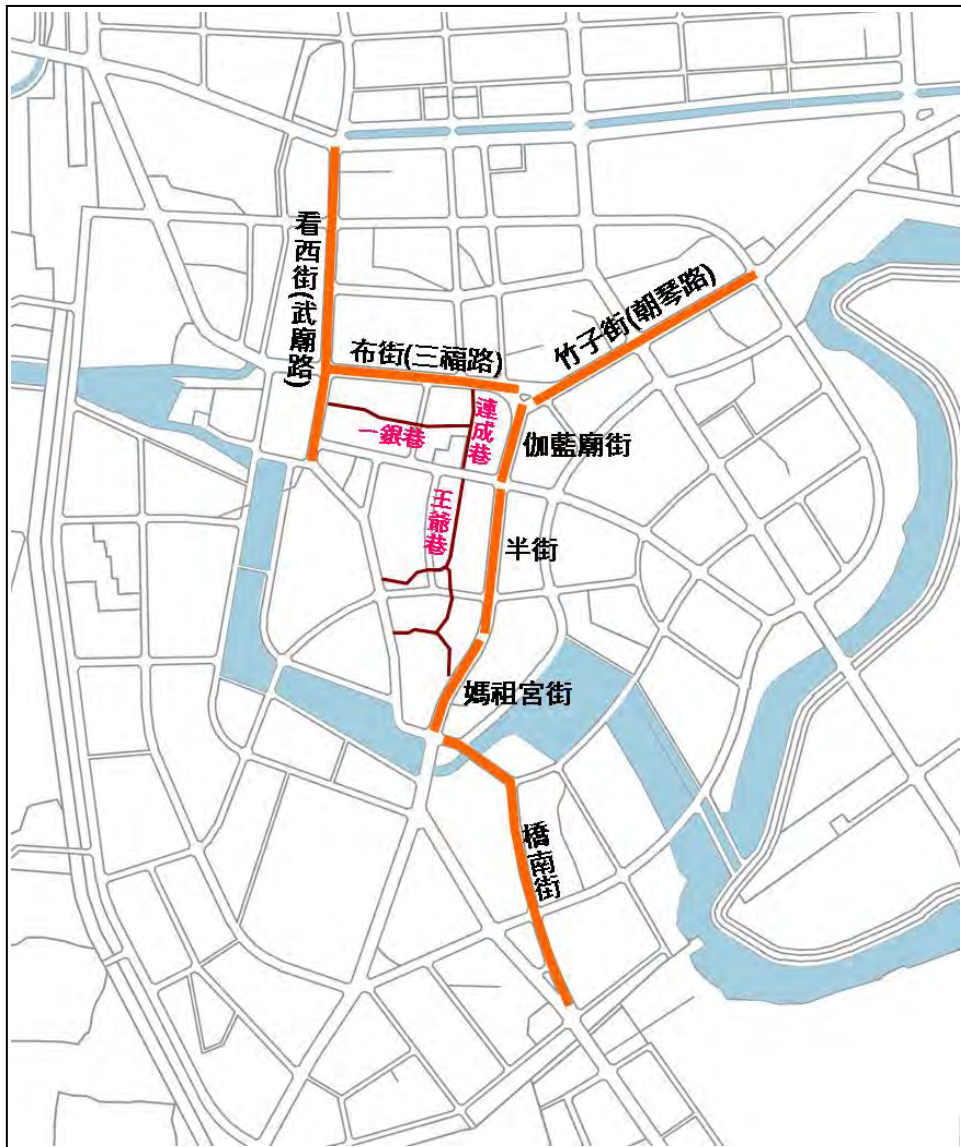 看西街(武廟路)
竹子街(朝琴路)
布街(三福路)
連成巷
一銀巷
伽藍廟街
王爺巷
半街
媽祖宮街
橋南街